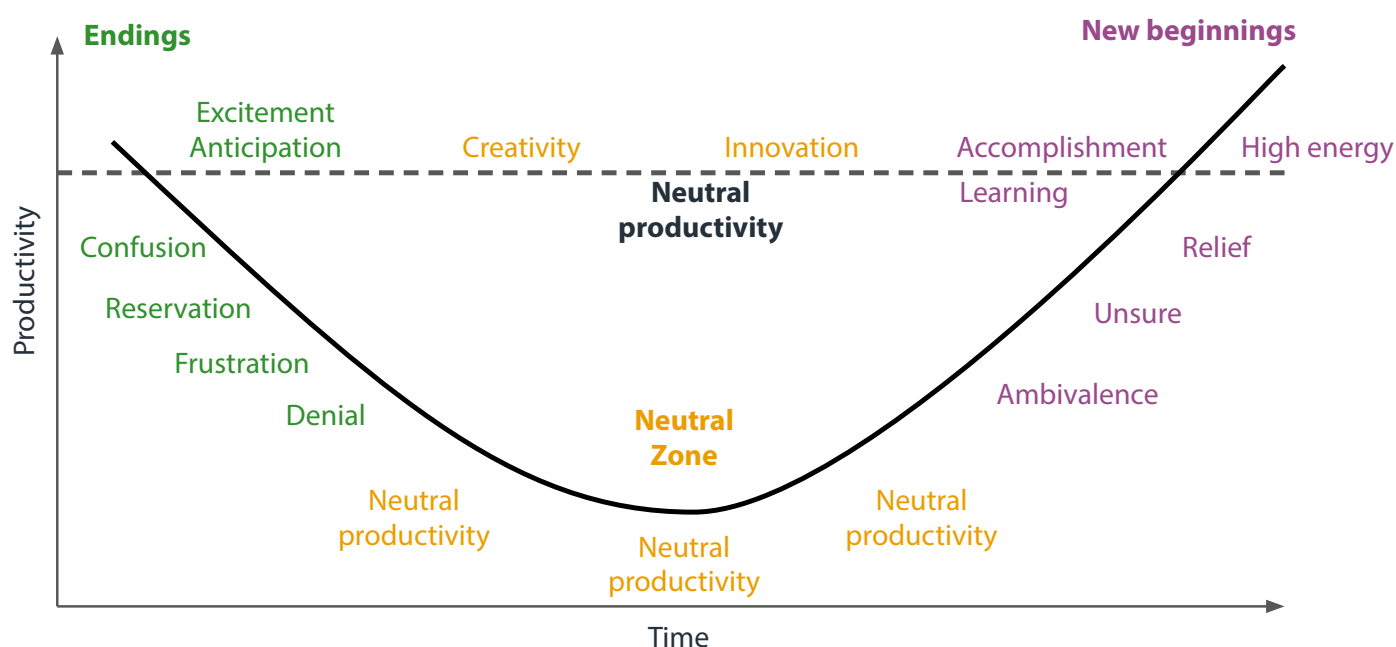 Endings
New beginnings
Excitement
Anticipation
Creativity
Innovation
Accomplishment
High energy
Neutral
productivity
Learning
Productivity
Confusion
Relief
Reservation
Unsure
Frustration
Denial
Ambivalence
Neutral
Zone
Neutral
productivity
Neutral
productivity
Neutral
productivity
Time